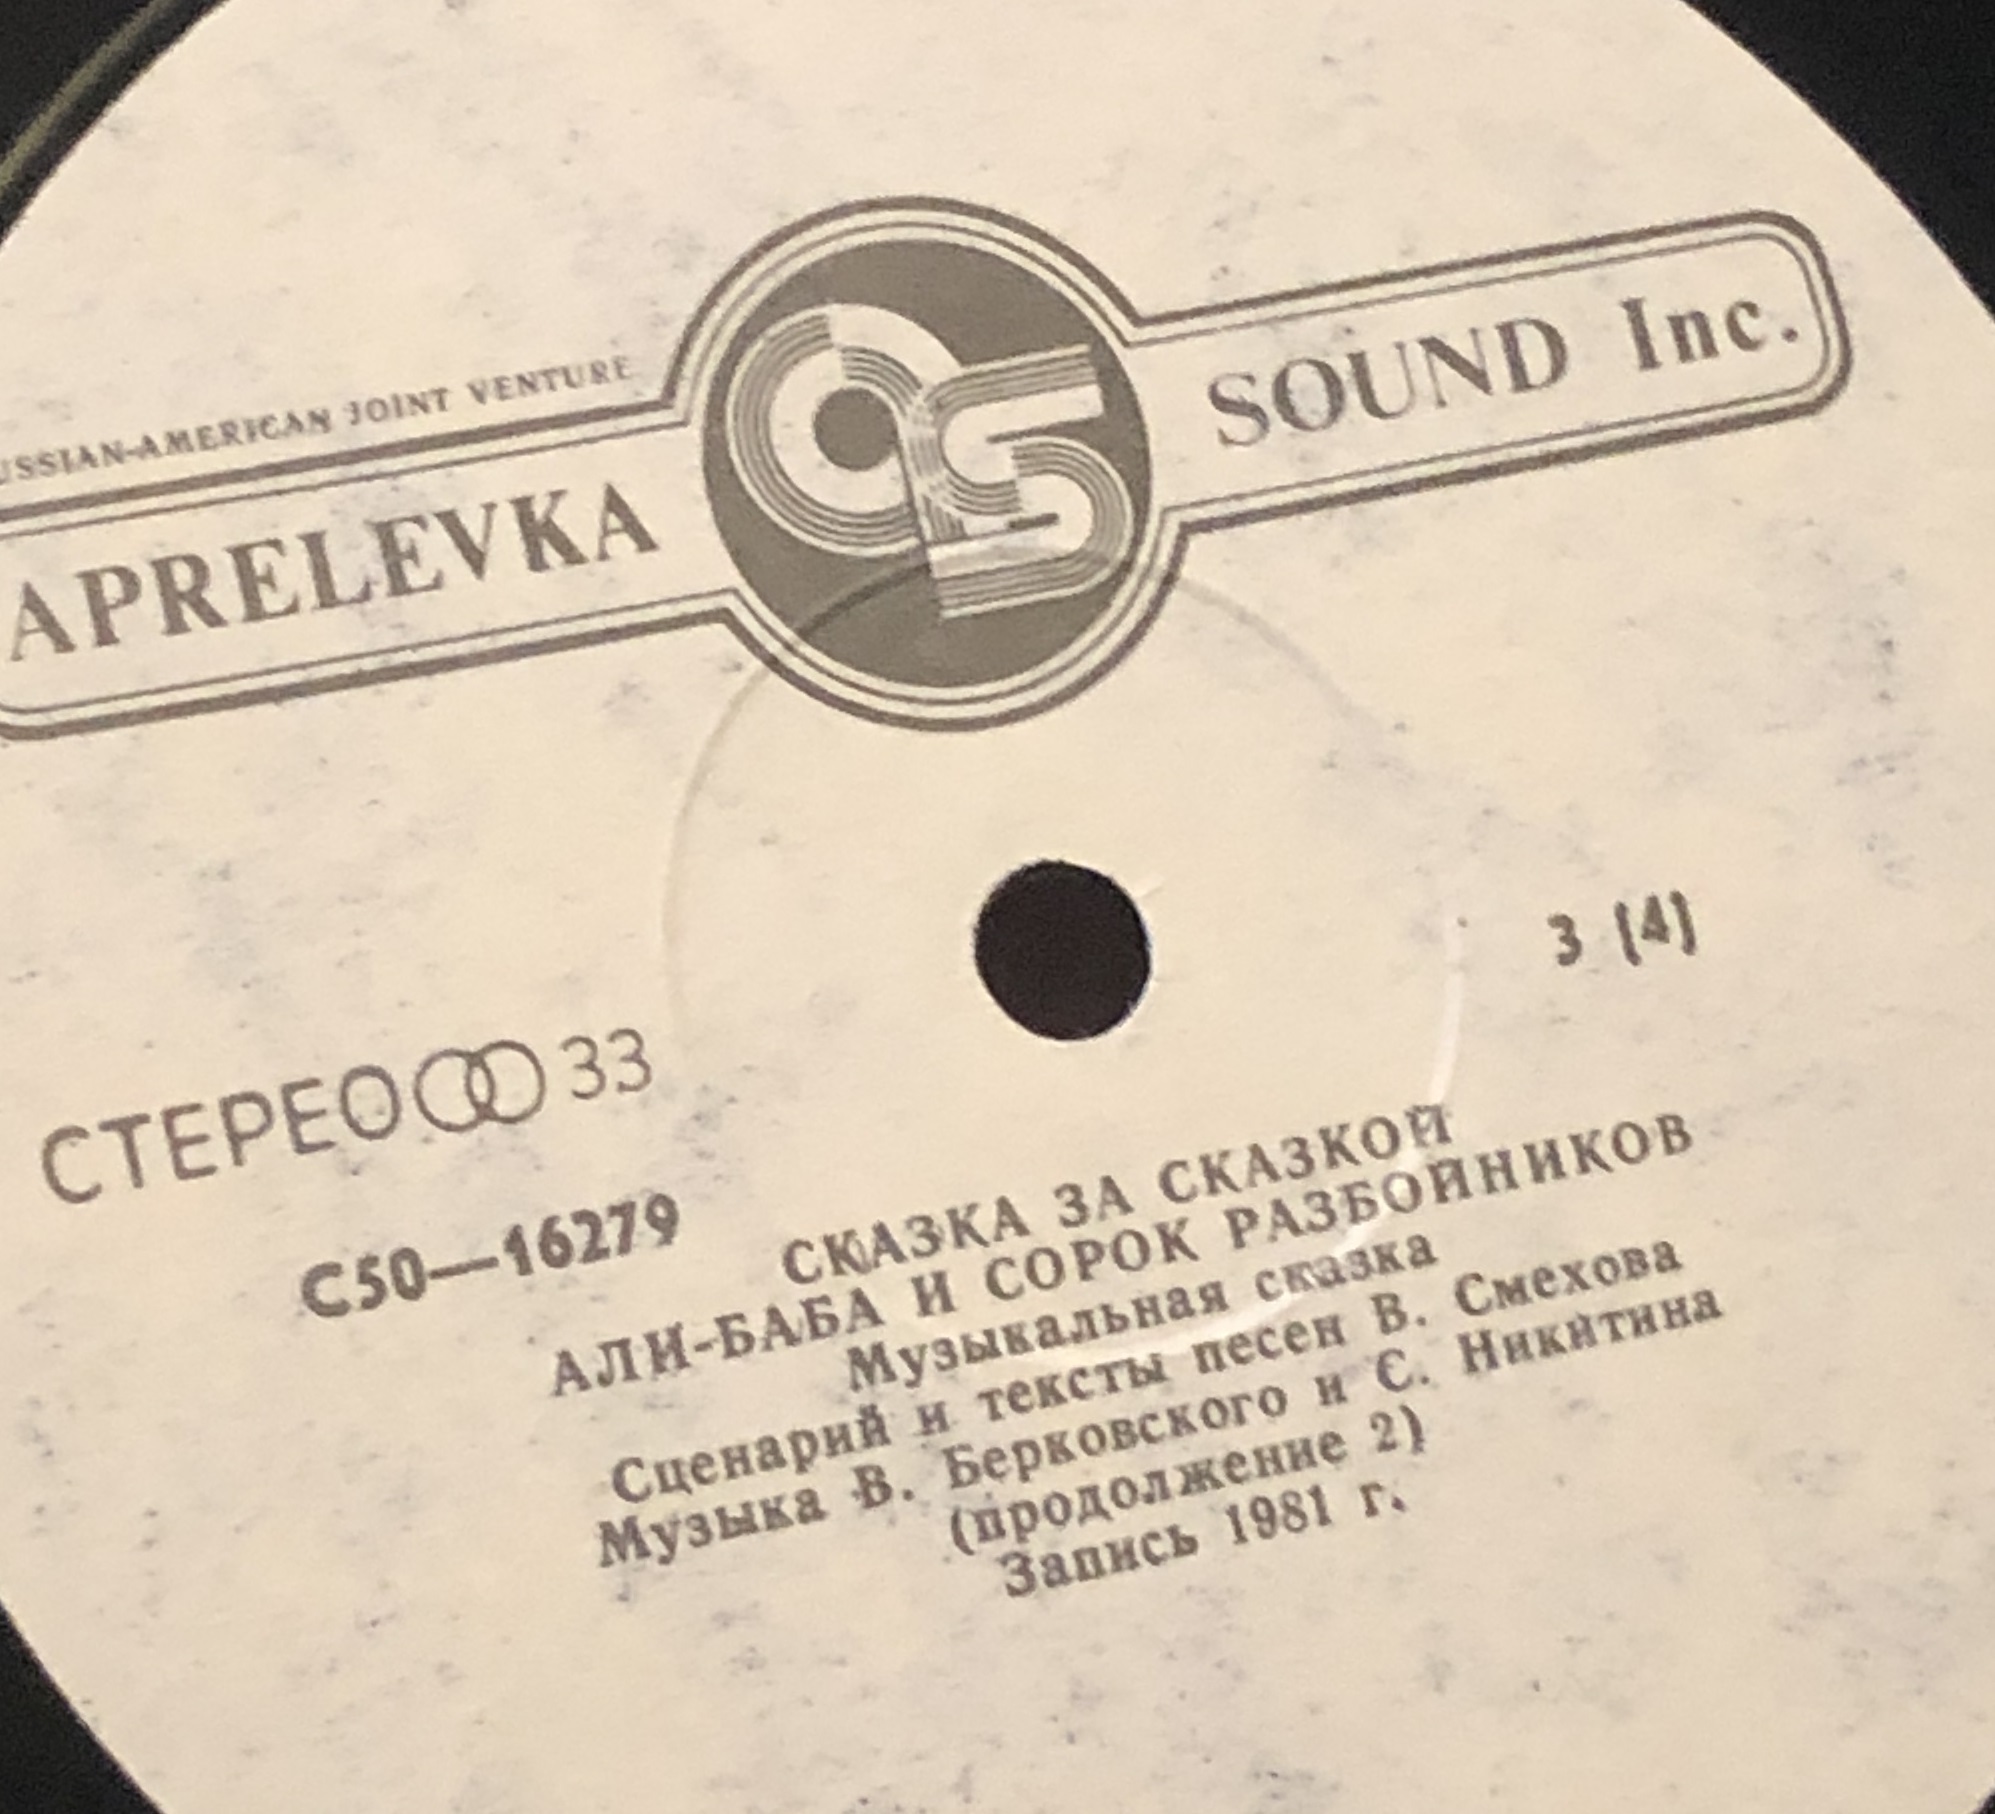 RUSSIAN-AMERICAN JOINT VENTURE
APRELEVKA SOUND Inc.
3 (4)
СТЕРЕО 33
С50—16279
СКАЗКА ЗА СКАЗКОЙ
АЛИ-БАБА И СОРОК РАЗБОЙНИКОВ
Музыкальная сказка
Сценарий и тексты песен В. Смехова
Музыка В. Берковского и С. Никитина
(продолжение 2)
Запись 1981 г.